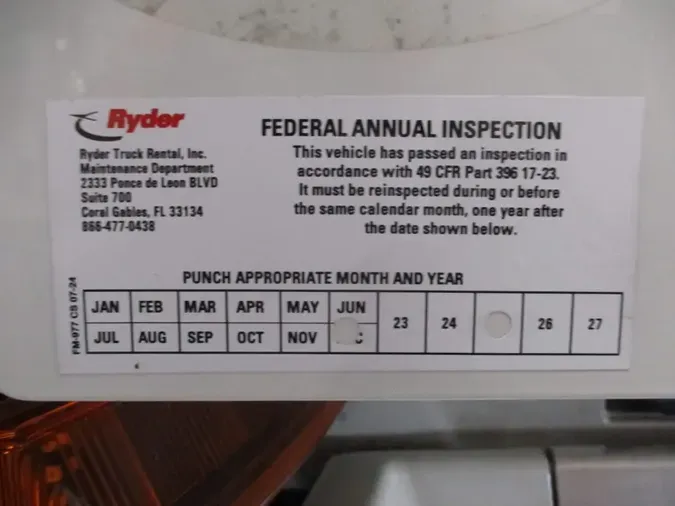 Ryder
Ryder Truck Rental, Inc.
Maintenance Department
2333 Ponce de Leon BLVD
Suite 700
Coral Gables, FL 33134
866-477-0438
FEDERAL ANNUAL INSPECTION
This vehicle has passed an inspection in
accordance with 49 CFR Part 396 17-23.
It must be reinspected during or before
the same calendar month, one year after
the date shown below.
PUNCH APPROPRIATE MONTH AND YEAR
FM-977 CS 07-24
JAN FEB MAR APR MAY JUN
JUL AUG SEP OCT NOV
23 24 26 27